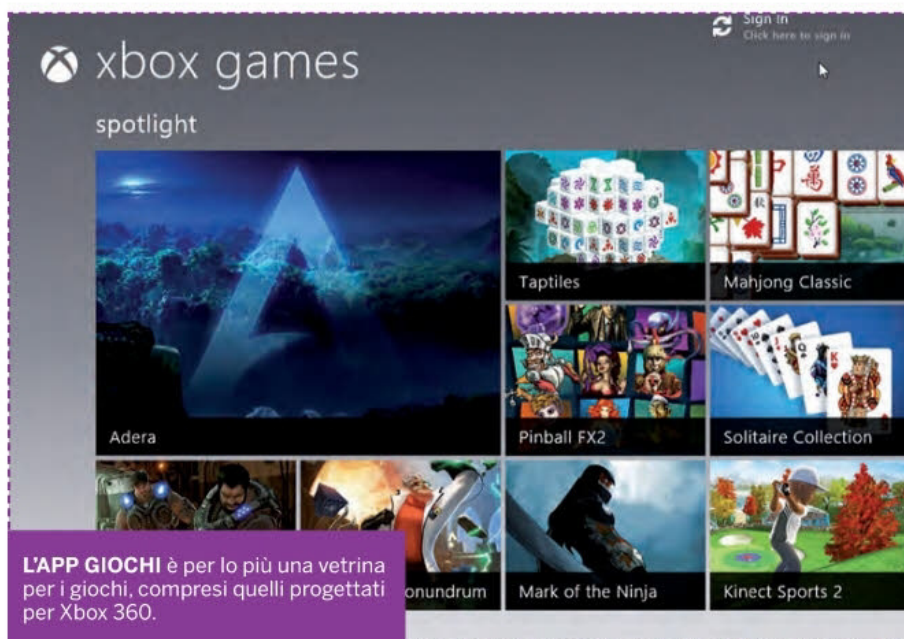 Sign In
Click here to sign in
xbox games
spotlight
Taptiles
Mahjong Classic
Adera
Pinball FX2
Solitaire Collection
onundrum
Mark of the Ninja
Kinect Sports 2
L'APP GIOCHI è per lo più una vetrina
per i giochi, compresi quelli progettati
per Xbox 360.